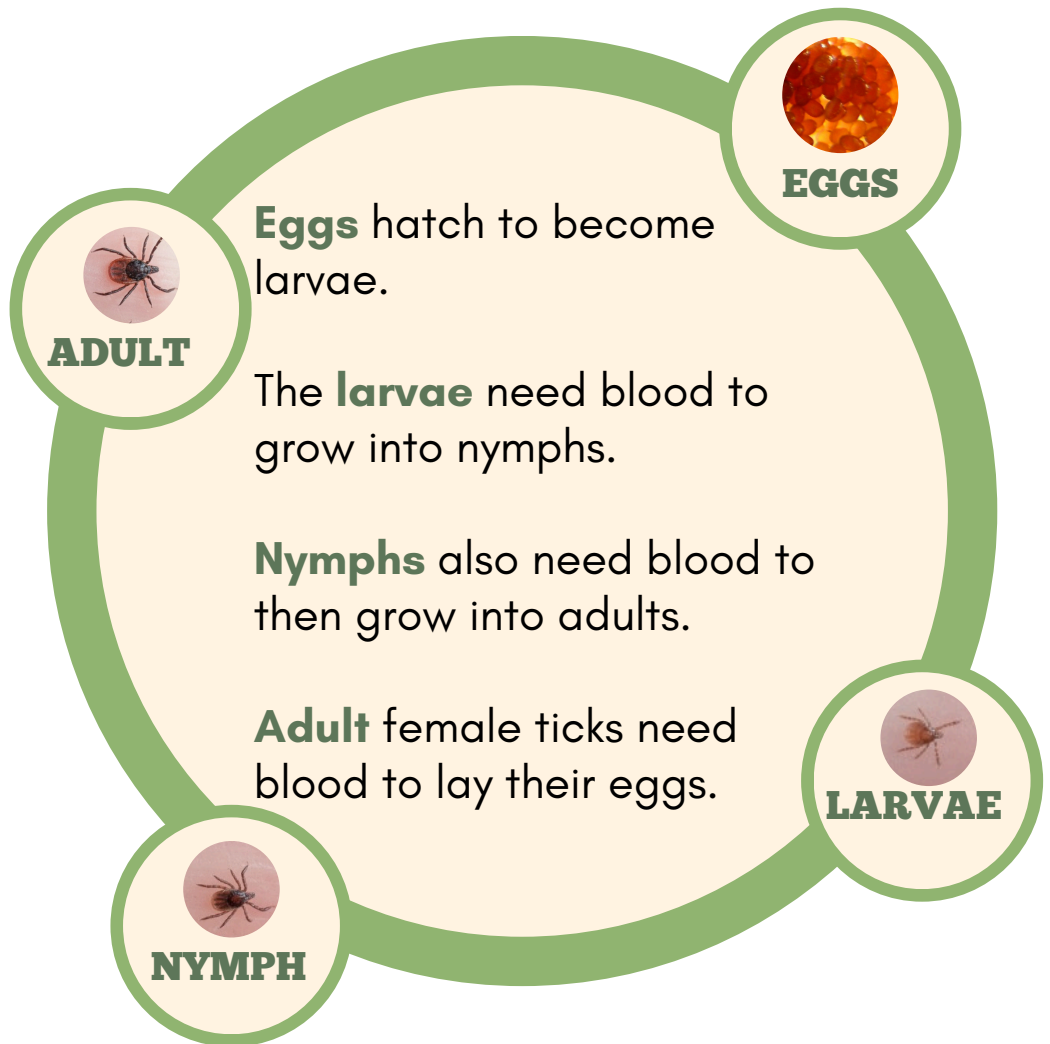 EGGS
ADULT
Eggs hatch to become
larvae.
The larvae need blood to
grow into nymphs.
Nymphs also need blood to
then grow into adults.
Adult female ticks need
blood to lay their eggs.
LARVAE
NYMPH